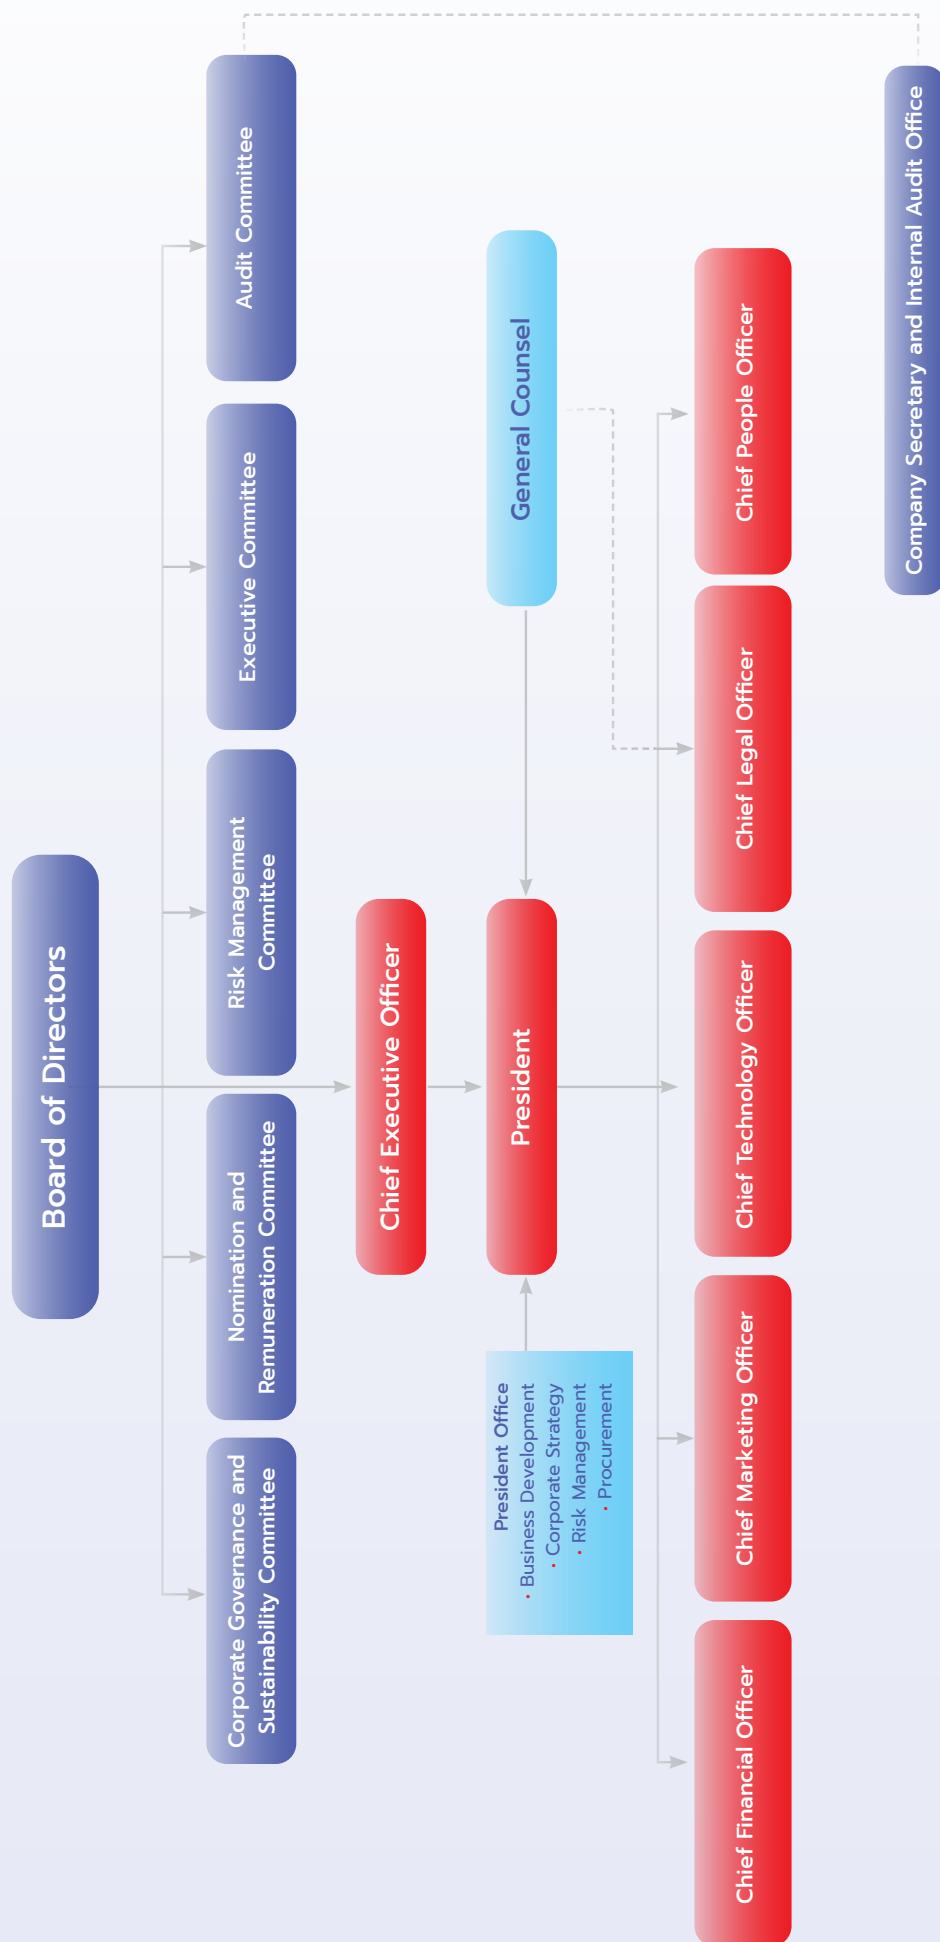 Board of Directors
Corporate Governance and
Sustainability Committee
Nomination and
Remuneration Committee
Risk Management
Committee
Executive Committee
Audit Committee
Chief Executive Officer
President Office
· Business Development
· Corporate Strategy
· Risk Management
· Procurement
President
General Counsel
Chief Financial Officer
Chief Marketing Officer
Chief Technology Officer
Chief Legal Officer
Chief People Officer
Company Secretary and Internal Audit Office